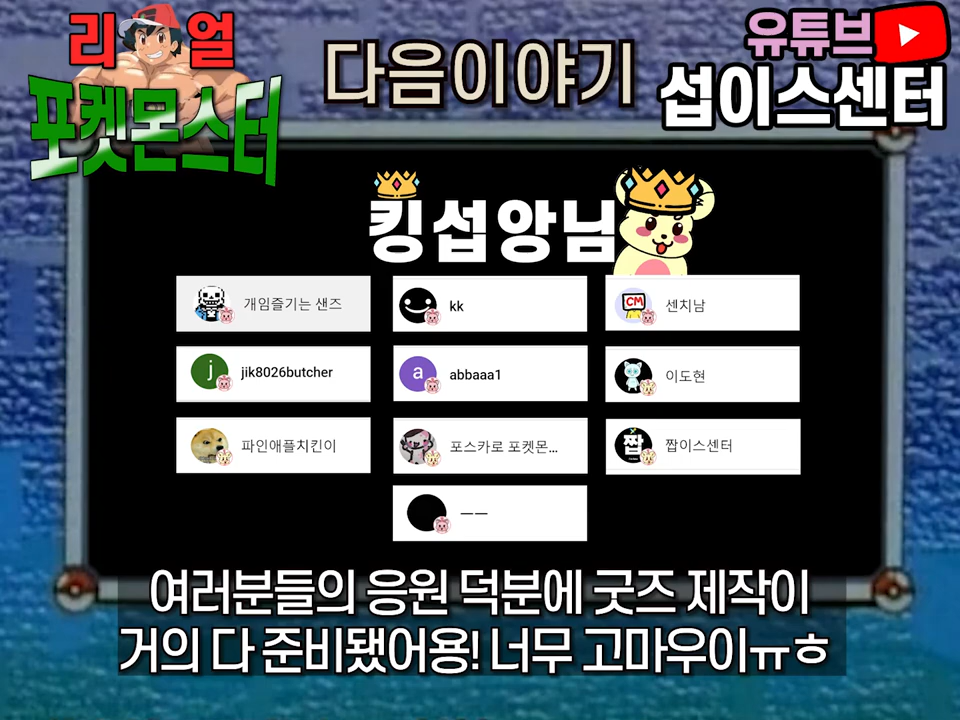 리얼
포켓몬스터
다음이야기
유튜브
섭이스센터
킹섭앙님
개임즐기는 샌즈
kk
CM
센치남
j
jik8026butcher
a
abbaaa1
이도현
파인애플치킨이
포스카로 포켓몬...
짭
짭이스센터
ㅡㅡ
여러분들의 응원 덕분에 굿즈 제작이
거의 다 준비됐어용! 너무 고마우이ㅠㅎ